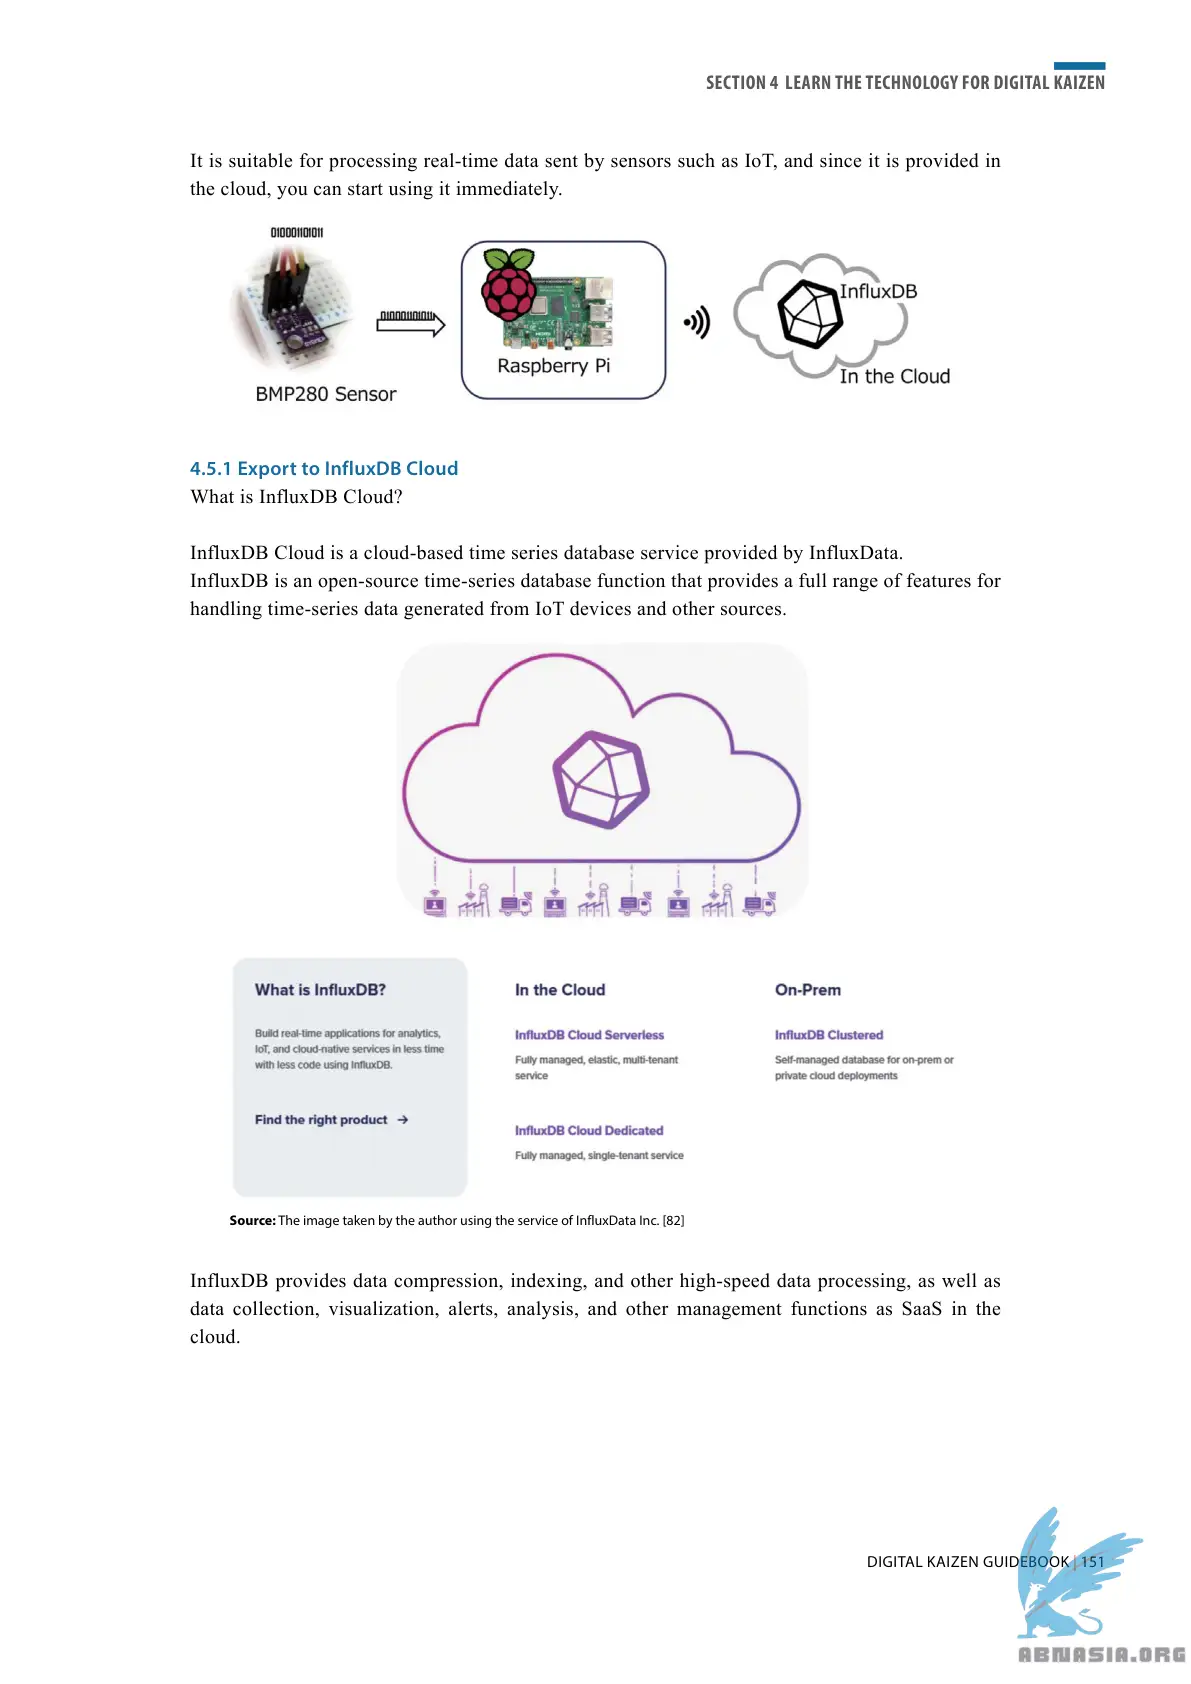 SECTION 4 LEARN THE TECHNOLOGY FOR DIGITAL KAIZEN
It is suitable for processing real-time data sent by sensors such as IoT, and since it is provided in
the cloud, you can start using it immediately.
010001101011
010001101011
BMP280 Sensor
Raspberry Pi
InfluxDB
In the Cloud
4.5.1 Export to InfluxDB Cloud
What is InfluxDB Cloud?
InfluxDB Cloud is a cloud-based time series database service provided by InfluxData.
InfluxDB is an open-source time-series database function that provides a full range of features for
handling time-series data generated from IoT devices and other sources.
What is InfluxDB?
Build real-time applications for analytics,
IoT, and cloud-native services in less time
with less code using InfluxDB.
Find the right product →
In the Cloud
InfluxDB Cloud Serverless
Fully managed, elastic, multi-tenant
service
InfluxDB Cloud Dedicated
Fully managed, single-tenant service
On-Prem
InfluxDB Clustered
Self-managed database for on-prem or
private cloud deployments
Source: The image taken by the author using the service of InfluxData Inc. [82]
InfluxDB provides data compression, indexing, and other high-speed data processing, as well as
data collection, visualization, alerts, analysis, and other management functions as SaaS in the
cloud.
DIGITAL KAIZEN GUIDEBOOK | 151
ABNASIA.ORG